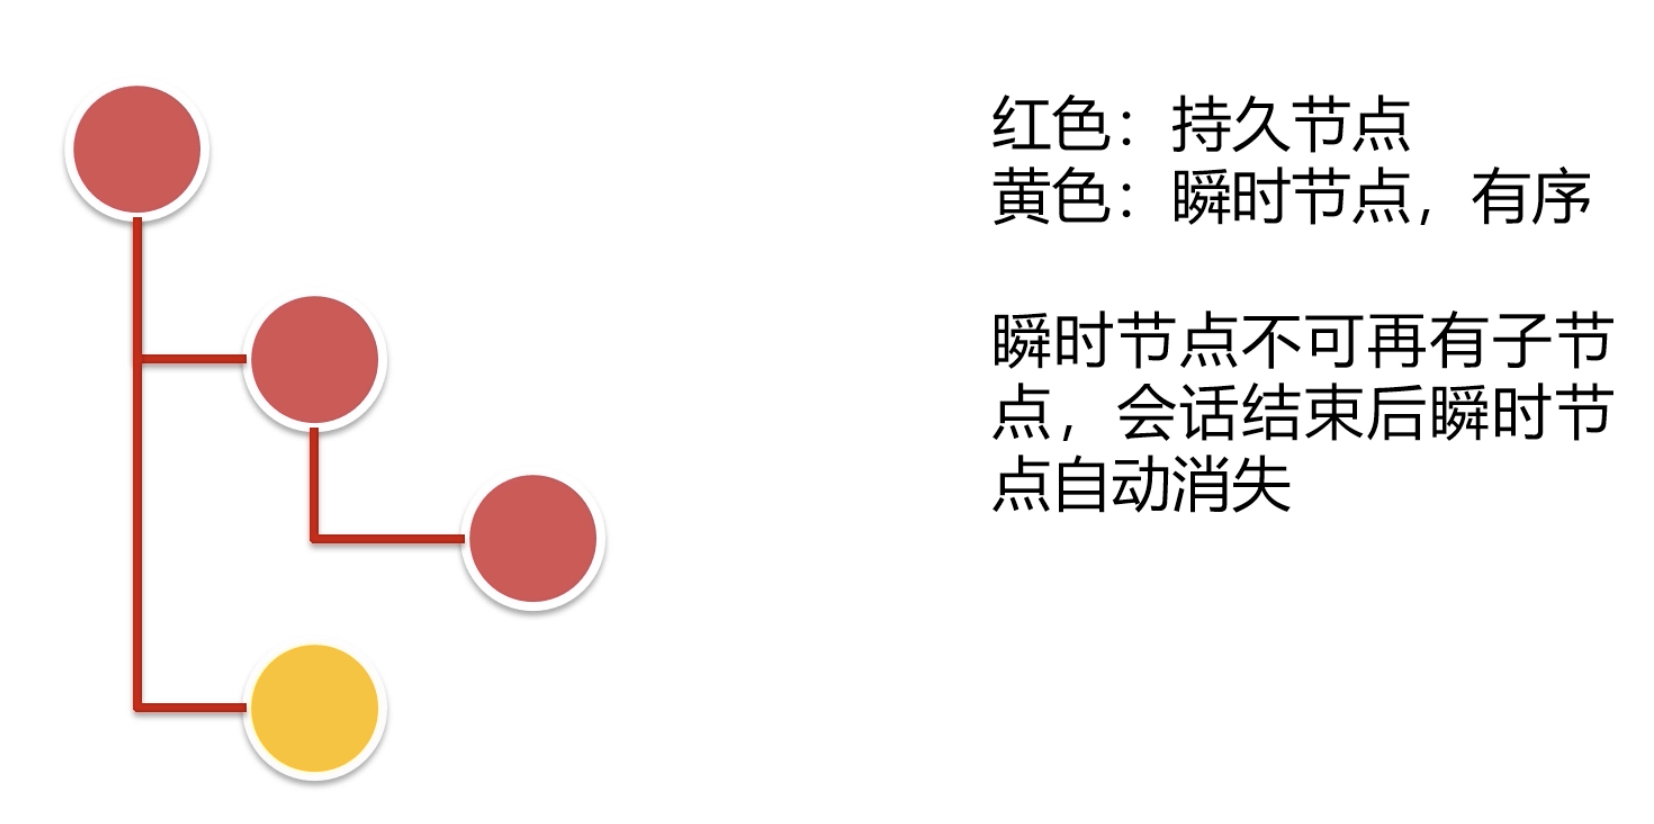 红色：持久节点
黄色：瞬时节点，有序
瞬时节点不可再有子节
点，会话结束后瞬时节
点自动消失